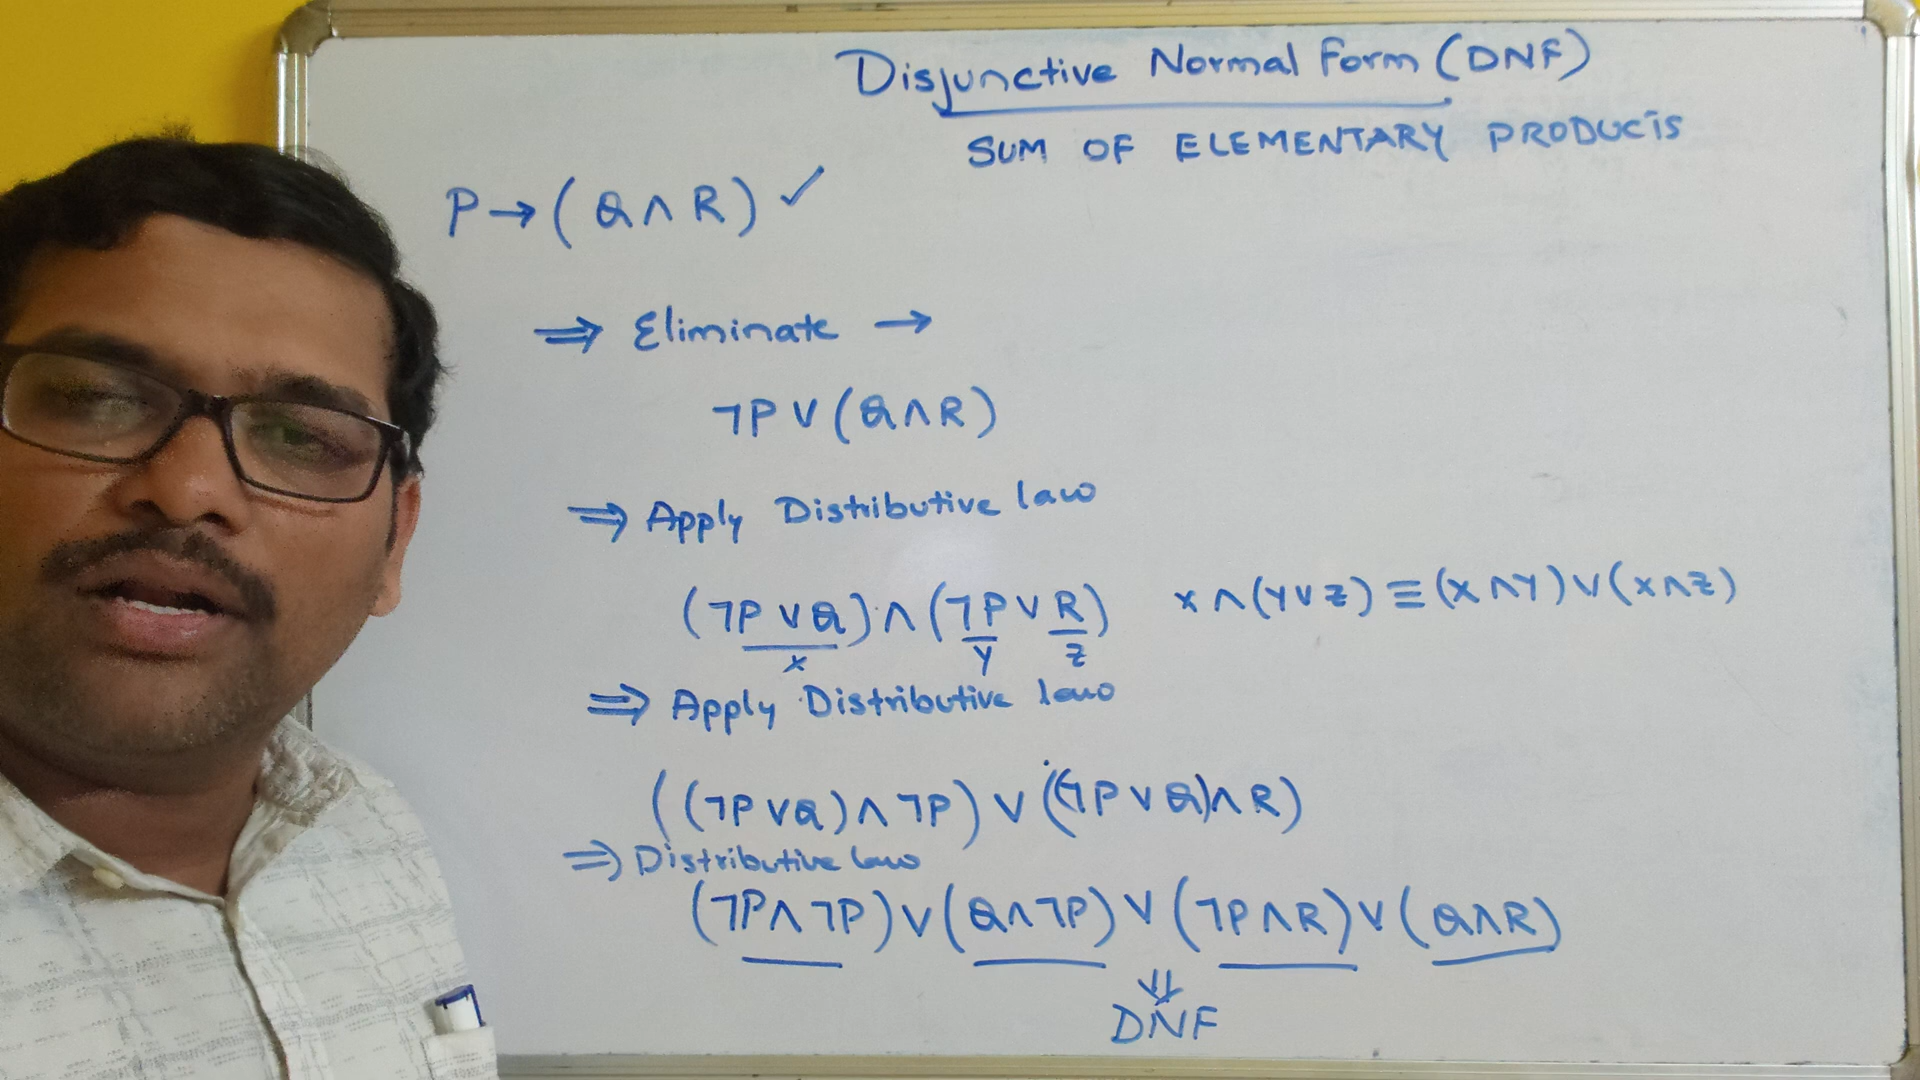 Disjunctive Normal Form (DNF)
SUM OF ELEMENTARY PRODUCTS
P → ( Q ∧ R ) ✓
⇒ Eliminate →
¬P ∨ (Q ∧ R)
⇒ Apply Distributive law
(¬P ∨ Q) ∧ (¬P ∨ R) x ∧ (y ∨ z) ≡ (x ∧ y) ∨ (x ∧ z)
x y z
⇒ Apply Distributive law
((¬P ∨ Q) ∧ ¬P) ∨ ((¬P ∨ Q) ∧ R)
⇒ Distributive law
(¬P ∧ ¬P) ∨ (Q ∧ ¬P) ∨ (¬P ∧ R) ∨ (Q ∧ R)
⇓
DNF